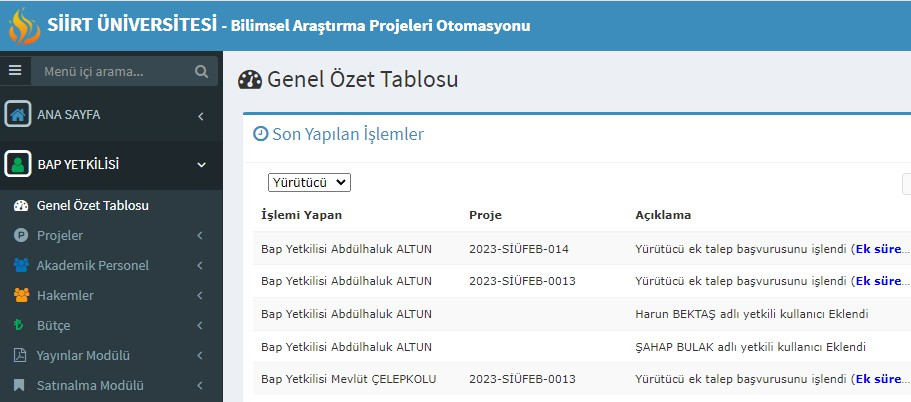 SİİRT ÜNİVERSİTESİ - Bilimsel Araştırma Projeleri Otomasyonu
Menü içi arama...
ANA SAYFA
BAP YETKİLİSİ
Genel Özet Tablosu
Projeler
Akademik Personel
Hakemler
Bütçe
Yayınlar Modülü
Satınalma Modülü
Genel Özet Tablosu
Son Yapılan İşlemler
Yürütücü
İşlemi Yapan Proje Açıklama
Bap Yetkilisi Abdülhaluk ALTUN 2023-SİÜFEB-014 Yürütücü ek talep başvurusunu işlendi (Ek süre...
Bap Yetkilisi Abdülhaluk ALTUN 2023-SİÜFEB-0013 Yürütücü ek talep başvurusunu işlendi (Ek süre...
Bap Yetkilisi Abdülhaluk ALTUN Harun BEKTAŞ adlı yetkili kullanıcı Eklendi
Bap Yetkilisi Abdülhaluk ALTUN ŞAHAP BULAK adlı yetkili kullanıcı Eklendi
Bap Yetkilisi Mevlüt ÇELEPKOLU 2023-SİÜFEB-0013 Yürütücü ek talep başvurusunu işlendi (Ek süre...